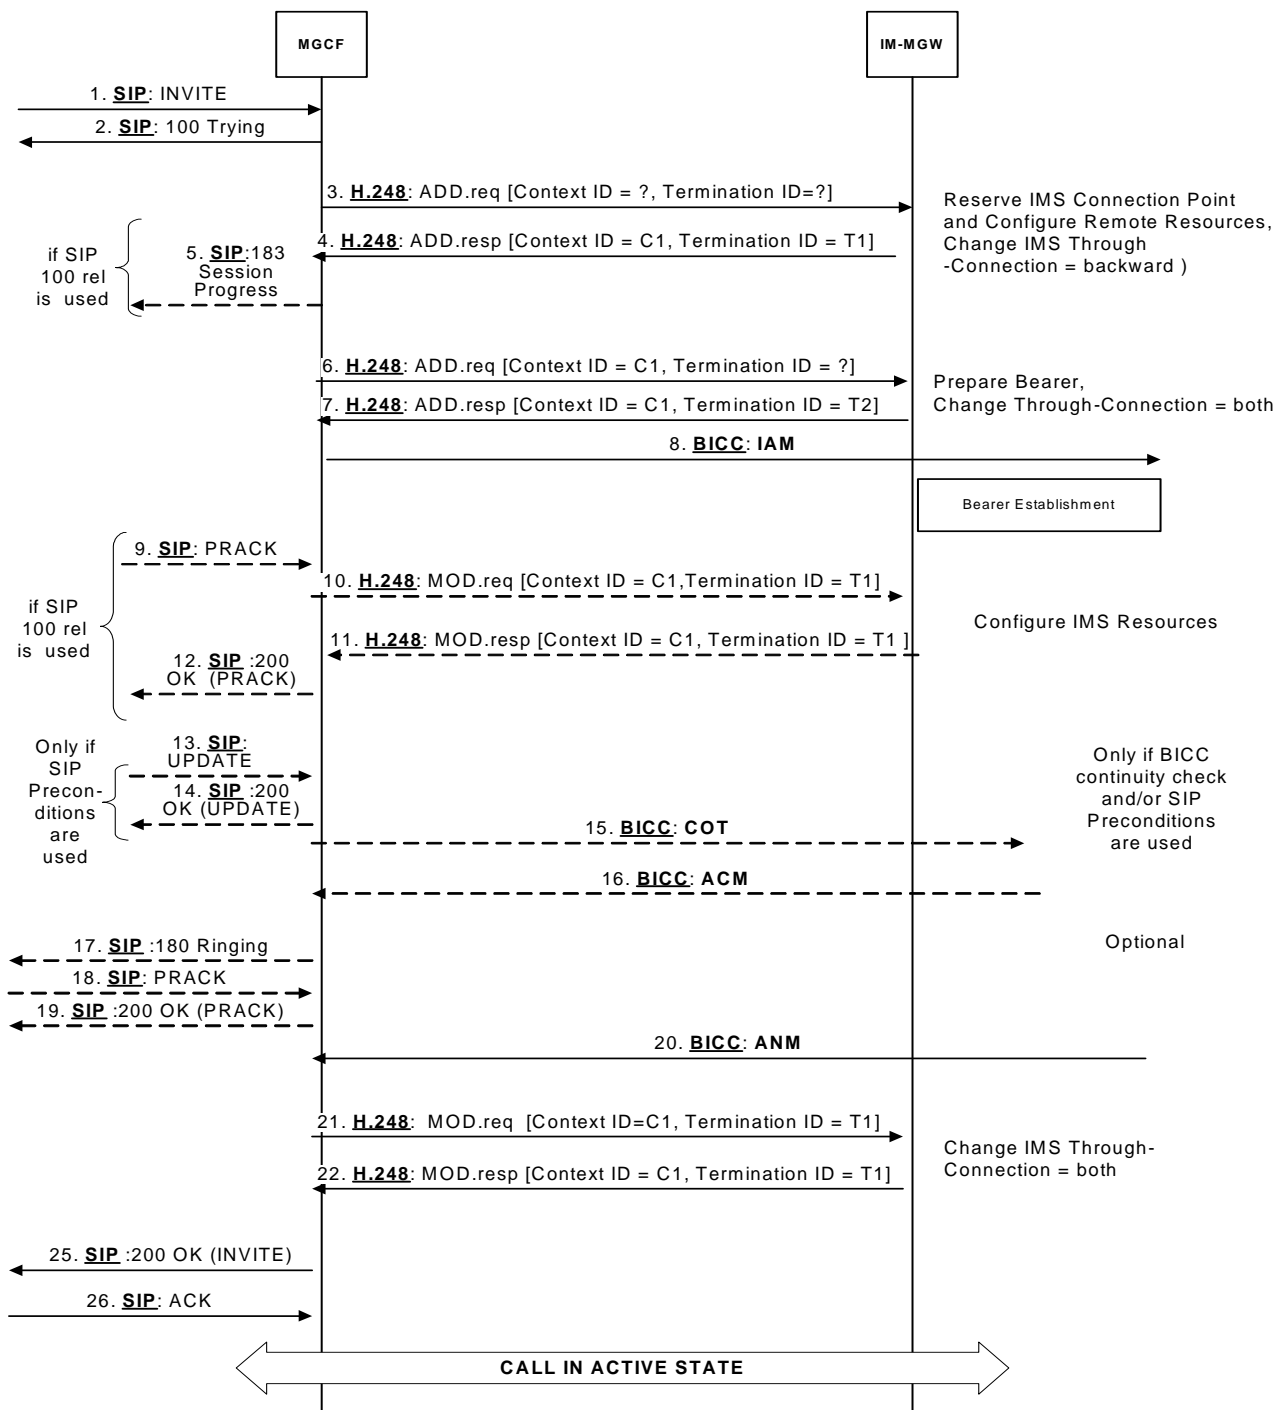 MGCF
IM-MGW
1. SIP: INVITE
2. SIP: 100 Trying
3. H.248: ADD.req [Context ID = ?, Termination ID=?]
Reserve IMS Connection Point
and Configure Remote Resources,
Change IMS Through
-Connection = backward )
4. H.248: ADD.resp [Context ID = C1, Termination ID = T1]
if SIP
100 rel
is used
5. SIP:183
Session
Progress
6. H.248: ADD.req [Context ID = C1, Termination ID = ?]
Prepare Bearer,
Change Through-Connection = both
7. H.248: ADD.resp [Context ID = C1, Termination ID = T2]
8. BICC: IAM
Bearer Establishment
9. SIP: PRACK
10. H.248: MOD.req [Context ID = C1,Termination ID = T1]
if SIP
100 rel
is used
Configure IMS Resources
11. H.248: MOD.resp [Context ID = C1, Termination ID = T1 ]
12. SIP :200
OK (PRACK)
Only if
SIP
Precon-
ditions
are
used
13. SIP:
UPDATE
14. SIP :200
OK (UPDATE)
Only if BICC
continuity check
and/or SIP
Preconditions
are used
15. BICC: COT
16. BICC: ACM
17. SIP :180 Ringing
Optional
18. SIP: PRACK
19. SIP :200 OK (PRACK)
20. BICC: ANM
21. H.248: MOD.req [Context ID=C1, Termination ID = T1]
Change IMS Through-
Connection = both
22. H.248: MOD.resp [Context ID = C1, Termination ID = T1]
25. SIP :200 OK (INVITE)
26. SIP: ACK
CALL IN ACTIVE STATE